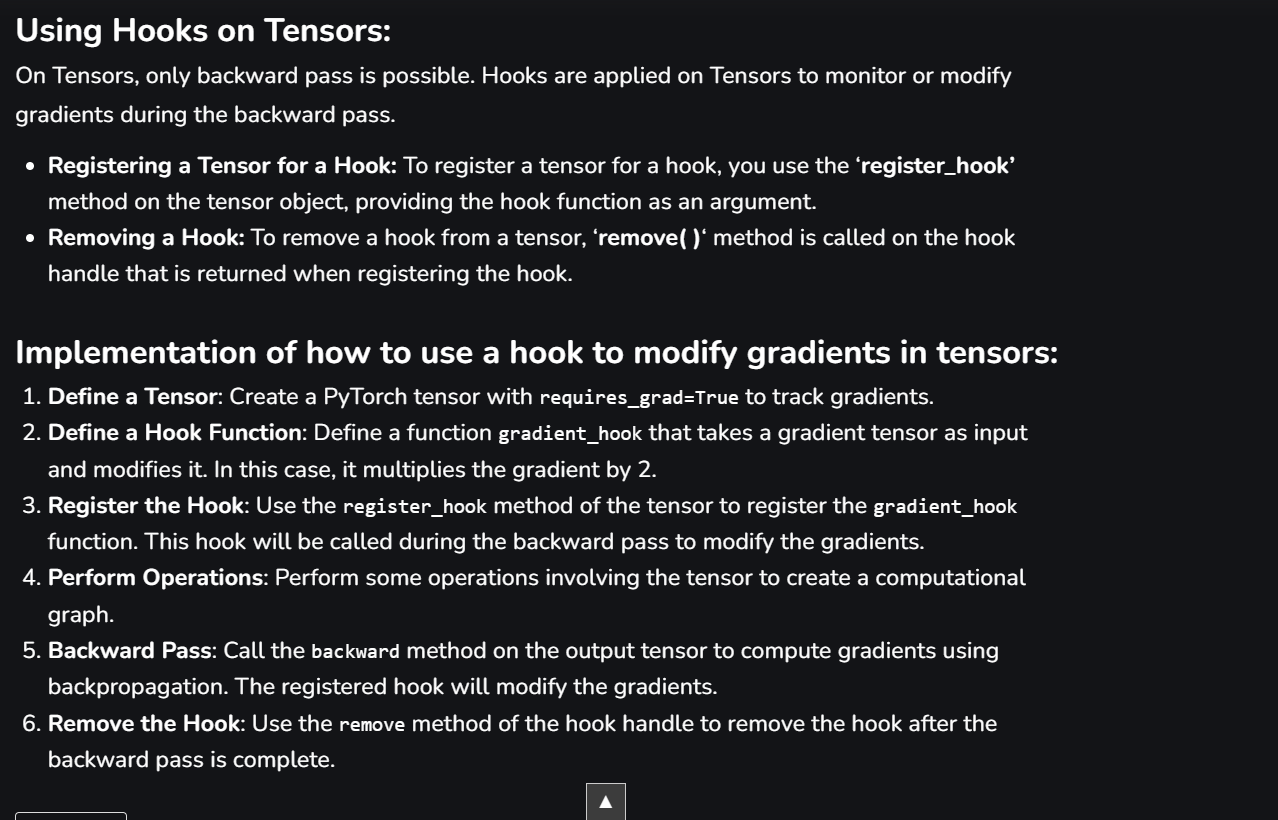 Using Hooks on Tensors:
On Tensors, only backward pass is possible. Hooks are applied on Tensors to monitor or modify
gradients during the backward pass.
• Registering a Tensor for a Hook: To register a tensor for a hook, you use the ‘register_hook’
method on the tensor object, providing the hook function as an argument.
• Removing a Hook: To remove a hook from a tensor, ‘remove( )‘ method is called on the hook
handle that is returned when registering the hook.
Implementation of how to use a hook to modify gradients in tensors:
1. Define a Tensor: Create a PyTorch tensor with requires_grad=True to track gradients.
2. Define a Hook Function: Define a function gradient_hook that takes a gradient tensor as input
and modifies it. In this case, it multiplies the gradient by 2.
3. Register the Hook: Use the register_hook method of the tensor to register the gradient_hook
function. This hook will be called during the backward pass to modify the gradients.
4. Perform Operations: Perform some operations involving the tensor to create a computational
graph.
5. Backward Pass: Call the backward method on the output tensor to compute gradients using
backpropagation. The registered hook will modify the gradients.
6. Remove the Hook: Use the remove method of the hook handle to remove the hook after the
backward pass is complete.